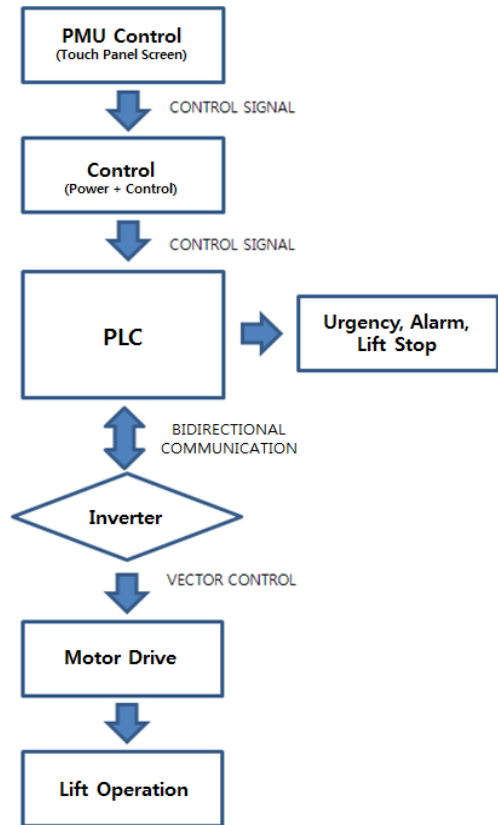 PMU Control
(Touch Panel Screen)
CONTROL SIGNAL
Control
(Power + Control)
CONTROL SIGNAL
PLC
Urgency, Alarm,
Lift Stop
BIDIRECTIONAL
COMMUNICATION
Inverter
VECTOR CONTROL
Motor Drive
Lift Operation